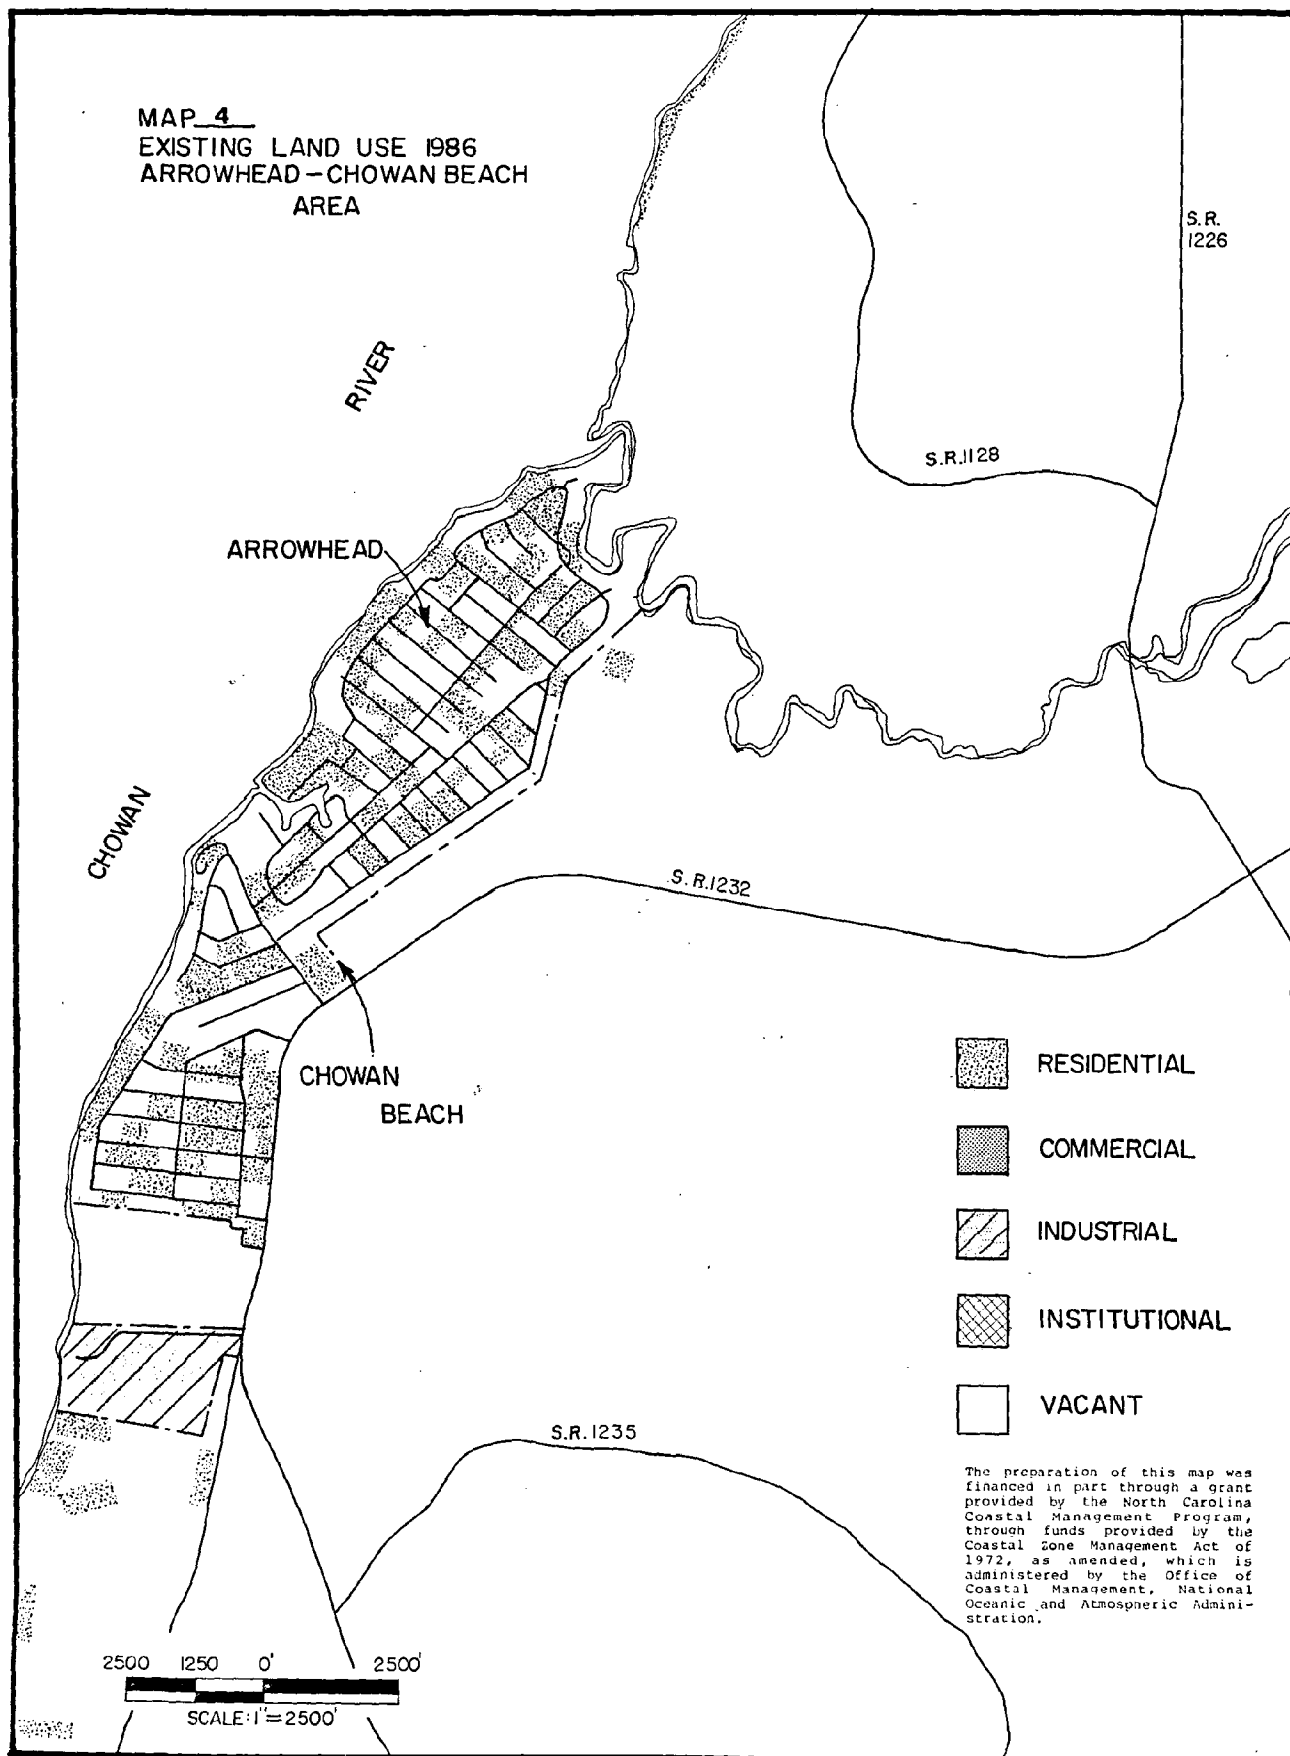 MAP 4
EXISTING LAND USE 1986
ARROWHEAD-CHOWAN BEACH
AREA
S.R.
1226
RIVER
S.R.1128
ARROWHEAD
CHOWAN
S.R.1232
CHOWAN
BEACH
RESIDENTIAL
COMMERCIAL
INDUSTRIAL
INSTITUTIONAL
VACANT
S.R.1235
The preparation of this map was
financed in part through a grant
provided by the North Carolina
Coastal Management Program,
through funds provided by the
Coastal Zone Management Act of
1972, as amended, which is
administered by the Office of
Coastal Management, National
Oceanic and Atmospheric Admini-
stration.
2500 1250 0' 2500'
SCALE: 1"=2500'